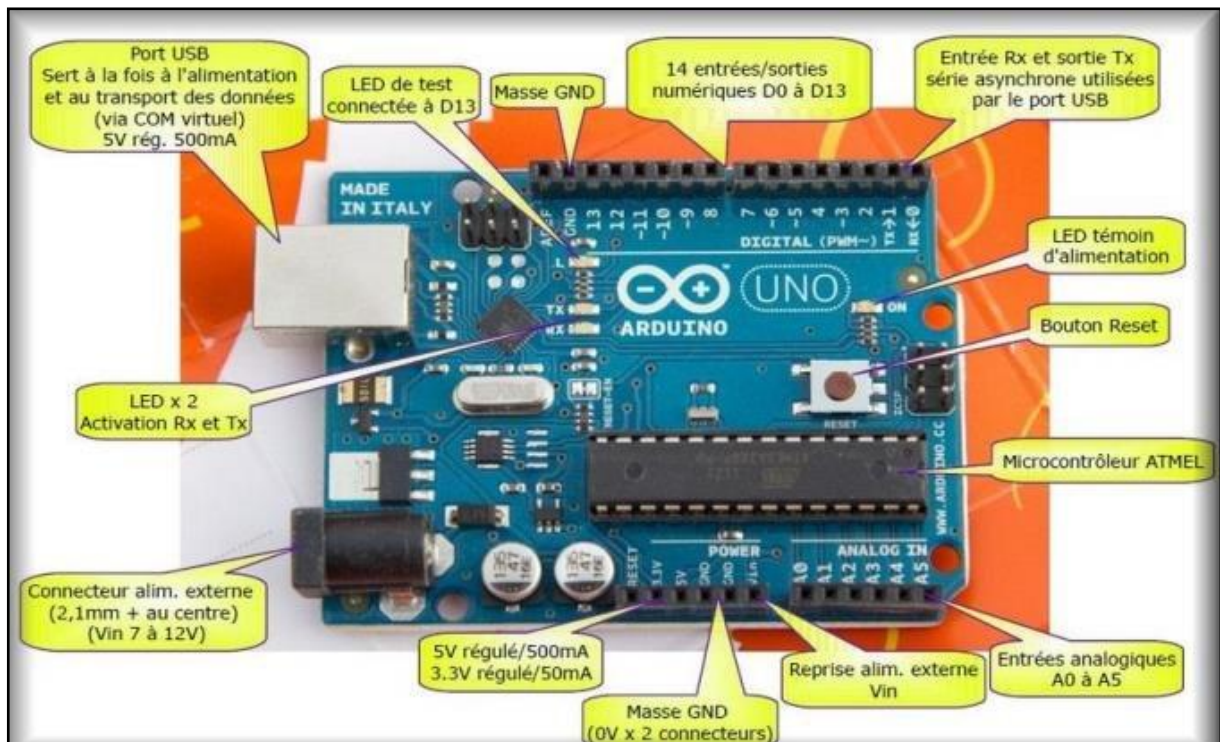 Port USB
Sert à la fois à l'alimentation
et au transport des données
(via COM virtuel)
5V rég. 500mA
LED de test
connectée à D13
Masse GND
14 entrées/sorties
numériques D0 à D13
Entrée Rx et sortie Tx
série asynchrone utilisées
par le port USB
MADE
IN ITALY
AREF
GND
13
12
~11
~10
~9
8
7
~6
~5
4
~3
2
TX→1
RX←0
DIGITAL (PWM~)
L
TX
RX
ARDUINO
UNO
ON
LED témoin
d'alimentation
Bouton Reset
LED x 2
Activation Rx et Tx
RESET-EN
RESET
ICSP
Microcontrôleur ATMEL
WWW.ARDUINO.CC
Connecteur alim. externe
(2,1mm + au centre)
(Vin 7 à 12V)
47
16E
47
16E
POWER
ANALOG IN
RESET
3.3V
5V
GND
GND
Vin
A0
A1
A2
A3
A4
A5
5V régulé/500mA
3.3V régulé/50mA
Masse GND
(0V x 2 connecteurs)
Reprise alim. externe
Vin
Entrées analogiques
A0 à A5